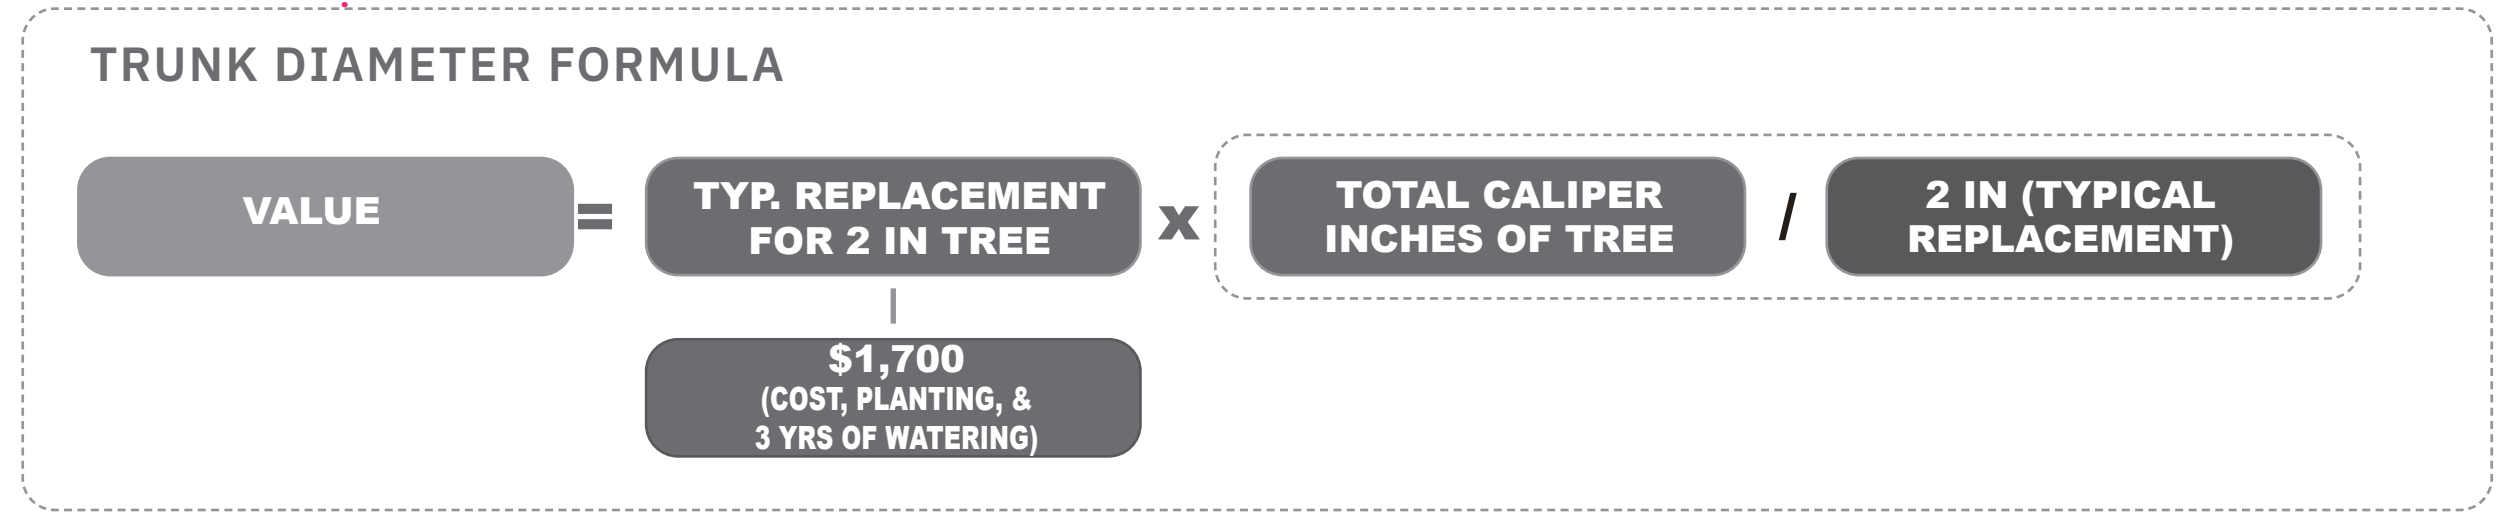 TRUNK DIAMETER FORMULA
VALUE
=
TYP. REPLACEMENT
FOR 2 IN TREE
x
TOTAL CALIPER
INCHES OF TREE
/
2 IN (TYPICAL
REPLACEMENT)
$1,700
(COST, PLANTING, &
3 YRS OF WATERING)